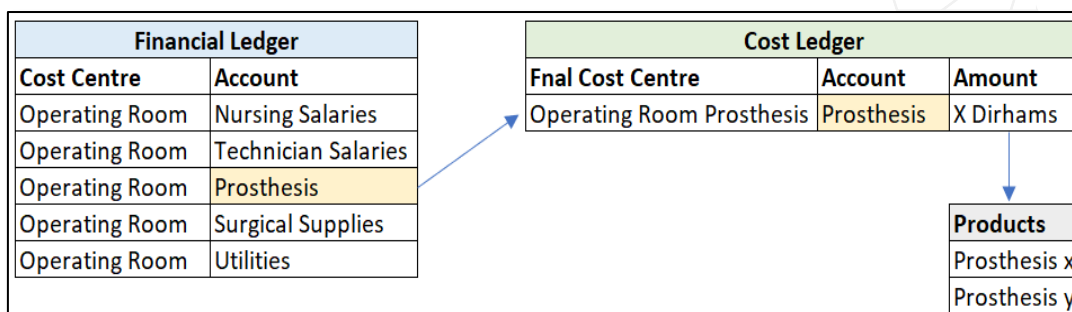 Financial Ledger
Cost Centre Account
Operating Room Nursing Salaries
Operating Room Technician Salaries
Operating Room Prosthesis
Operating Room Surgical Supplies
Operating Room Utilities
Cost Ledger
Fnal Cost Centre Account Amount
Operating Room Prosthesis Prosthesis X Dirhams
Products
Prosthesis x
Prosthesis y